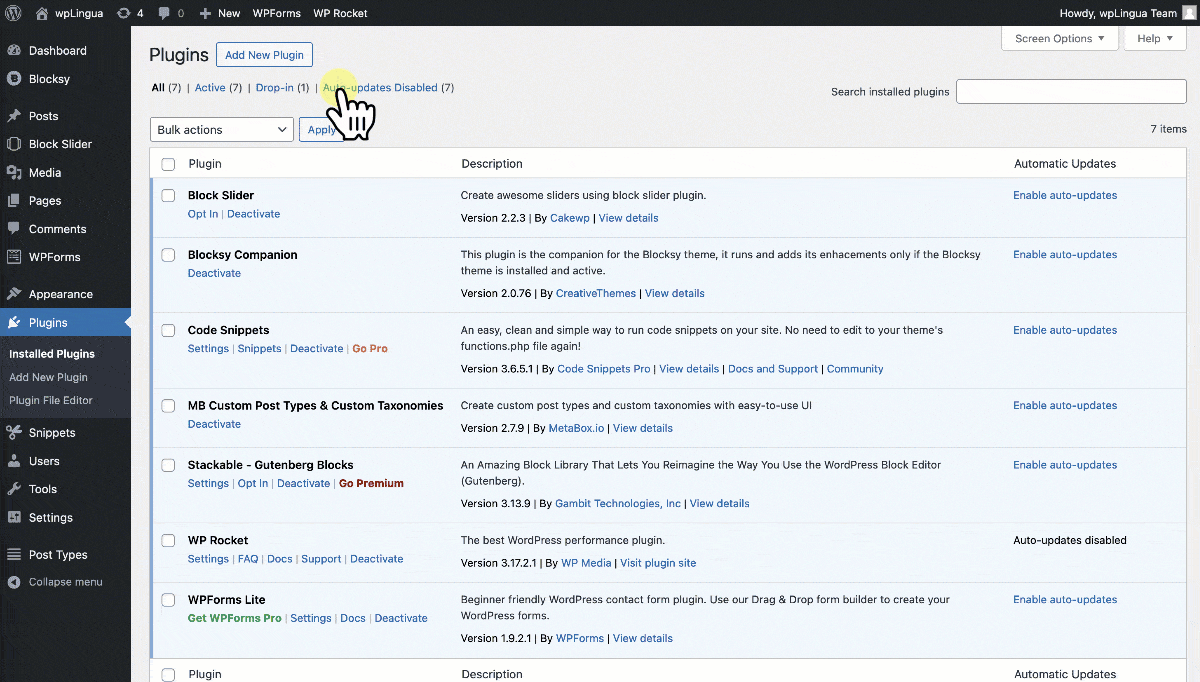 wpLingua 4 0 New WPForms WP Rocket Howdy, wpLingua Team
Screen Options Help
Dashboard
Blocksy
Posts
Block Slider
Media
Pages
Comments
WPForms
Appearance
Plugins
Installed Plugins
Add New Plugin
Plugin File Editor
Snippets
Users
Tools
Settings
Post Types
Collapse menu
Plugins Add New Plugin
All (7) | Active (7) | Drop-in (1) | Auto-updates Disabled (7)
Search installed plugins
Bulk actions Apply
7 items
Plugin Description Automatic Updates
Block Slider
Opt In | Deactivate
Create awesome sliders using block slider plugin.
Version 2.2.3 | By Cakewp | View details
Enable auto-updates
Blocksy Companion
Deactivate
This plugin is the companion for the Blocksy theme, it runs and adds its enhacements only if the Blocksy
theme is installed and active.
Version 2.0.76 | By CreativeThemes | View details
Enable auto-updates
Code Snippets
Settings | Snippets | Deactivate | Go Pro
An easy, clean and simple way to run code snippets on your site. No need to edit to your theme's
functions.php file again!
Version 3.6.5.1 | By Code Snippets Pro | View details | Docs and Support | Community
Enable auto-updates
MB Custom Post Types & Custom Taxonomies
Deactivate
Create custom post types and custom taxonomies with easy-to-use UI
Version 2.7.9 | By MetaBox.io | View details
Enable auto-updates
Stackable - Gutenberg Blocks
Settings | Opt In | Deactivate | Go Premium
An Amazing Block Library That Lets You Reimagine the Way You Use the WordPress Block Editor
(Gutenberg).
Version 3.13.9 | By Gambit Technologies, Inc | View details
Enable auto-updates
WP Rocket
Settings | FAQ | Docs | Support | Deactivate
The best WordPress performance plugin.
Version 3.17.2.1 | By WP Media | Visit plugin site
Auto-updates disabled
WPForms Lite
Get WPForms Pro | Settings | Docs | Deactivate
Beginner friendly WordPress contact form plugin. Use our Drag & Drop form builder to create your
WordPress forms.
Version 1.9.2.1 | By WPForms | View details
Enable auto-updates
Plugin Description Automatic Updates